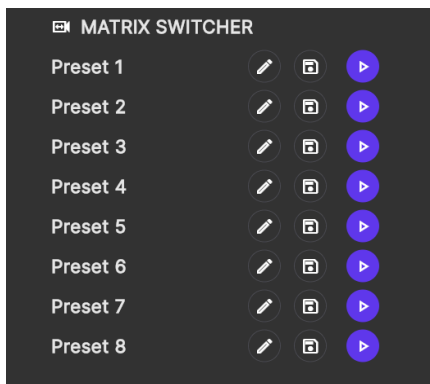 MATRIX SWITCHER
Preset 1
Preset 2
Preset 3
Preset 4
Preset 5
Preset 6
Preset 7
Preset 8